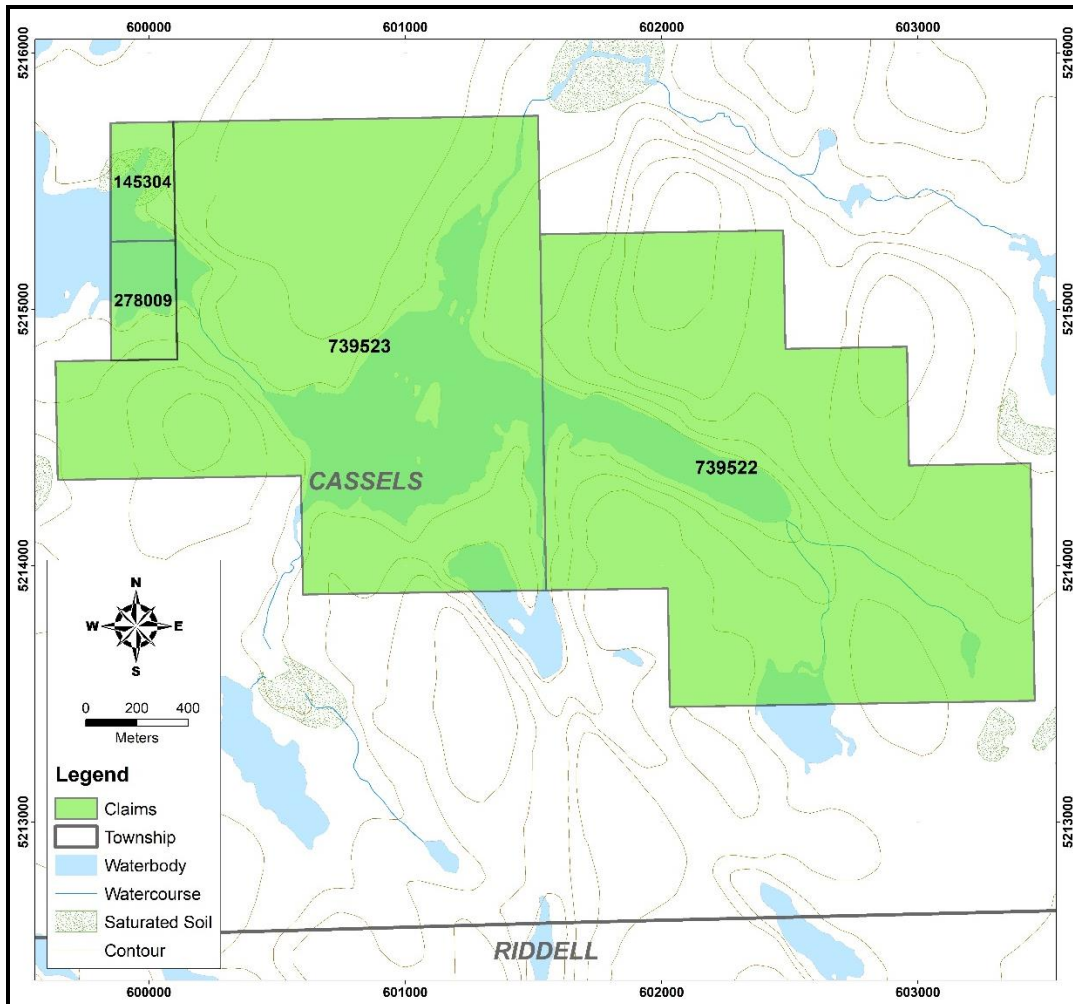 600000 601000 602000 603000
5216000 5216000
145304
278009
5215000 5215000
739523
739522
CASSELS
5214000 5214000
N
W E
S
0 200 400
Meters
Legend
Claims
Township
Waterbody
Watercourse
Saturated Soil
Contour
5213000 5213000
RIDDELL
600000 601000 602000 603000